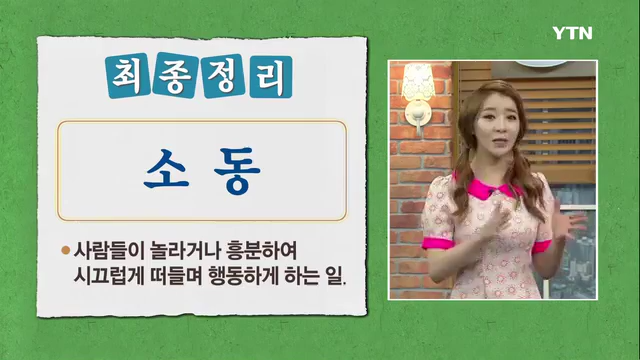 YTN
최종정리
소동
사람들이 놀라거나 흥분하여
시끄럽게 떠들며 행동하게 하는 일.